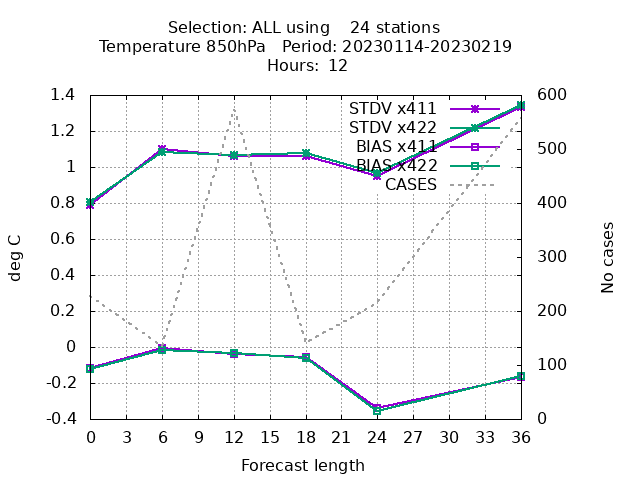 Selection: ALL using    24 stations
Temperature 850hPa   Period: 20230114-20230219
Hours:  12
STDV x411
STDV x422
BIAS x411
BIAS x422
CASES
1.4
1.2
1
0.8
0.6
0.4
0.2
0
-0.2
-0.4
deg C
600
500
400
300
200
100
0
No cases
0 3 6 9 12 15 18 21 24 27 30 33 36
Forecast length